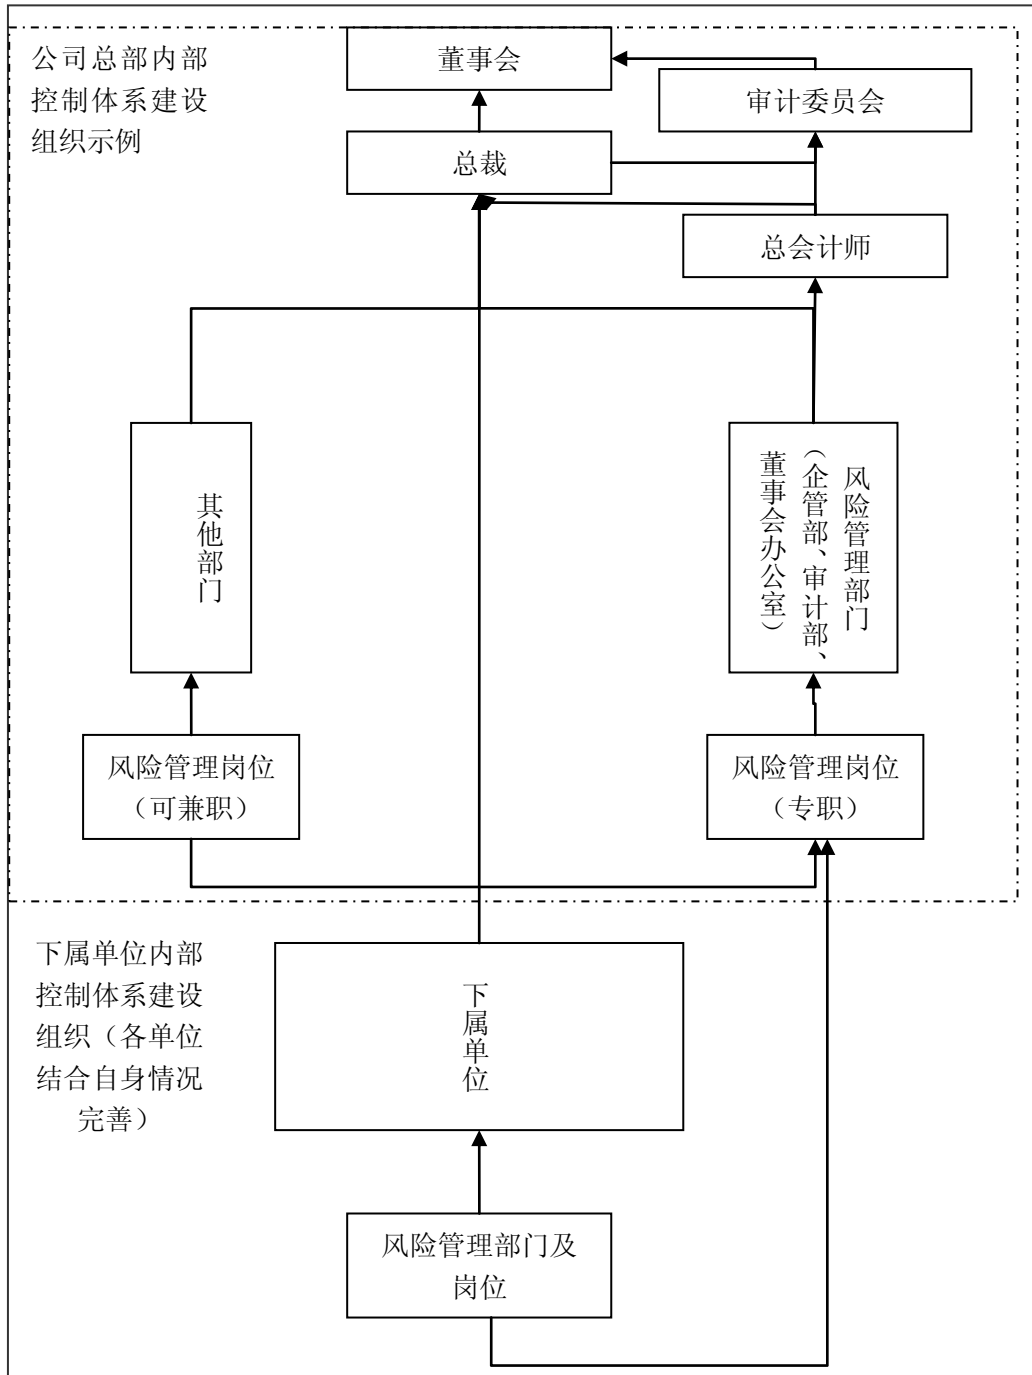 公司总部内部
控制体系建设
组织示例
董事会
审计委员会
总裁
总会计师
其他部门
风险管理部门
（企管部、审计部、
董事会办公室）
风险管理岗位
（可兼职）
风险管理岗位
（专职）
下属单位内部
控制体系建设
组织（各单位
结合自身情况
完善）
下属单位
风险管理部门及
岗位